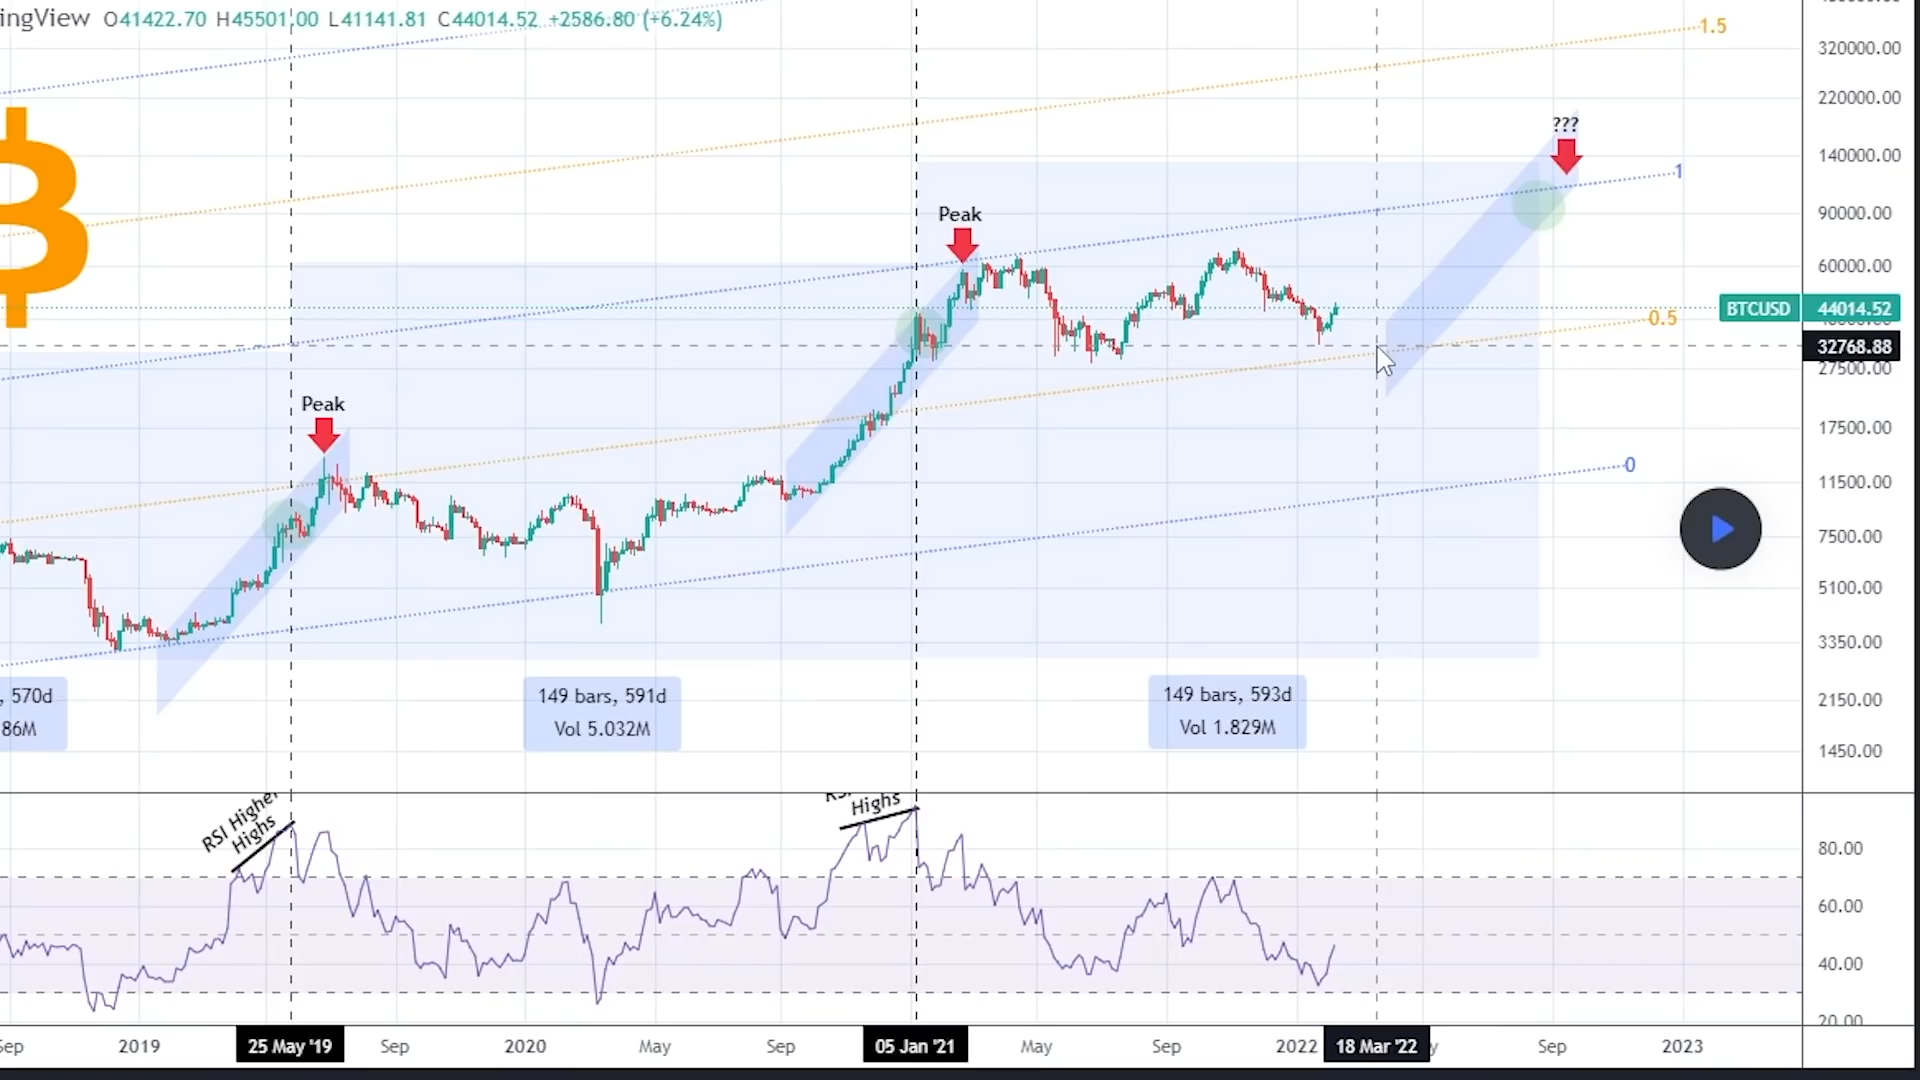 ingView O41422.70 H45501.00 L41141.81 C44014.52 +2586.80 (+6.24%)
1.5
320000.00
220000.00
???
140000.00
1
Peak
90000.00
60000.00
BTCUSD 44014.52
0.5
32768.88
27500.00
Peak
17500.00
0
11500.00
7500.00
5100.00
3350.00
, 570d
86M
149 bars, 591d
Vol 5.032M
149 bars, 593d
Vol 1.829M
2150.00
1450.00
RSI Higher
Highs
Highs
80.00
60.00
40.00
20.00
Sep 2019 25 May '19 Sep 2020 May Sep 05 Jan '21 May Sep 2022 18 Mar '22 Sep 2023